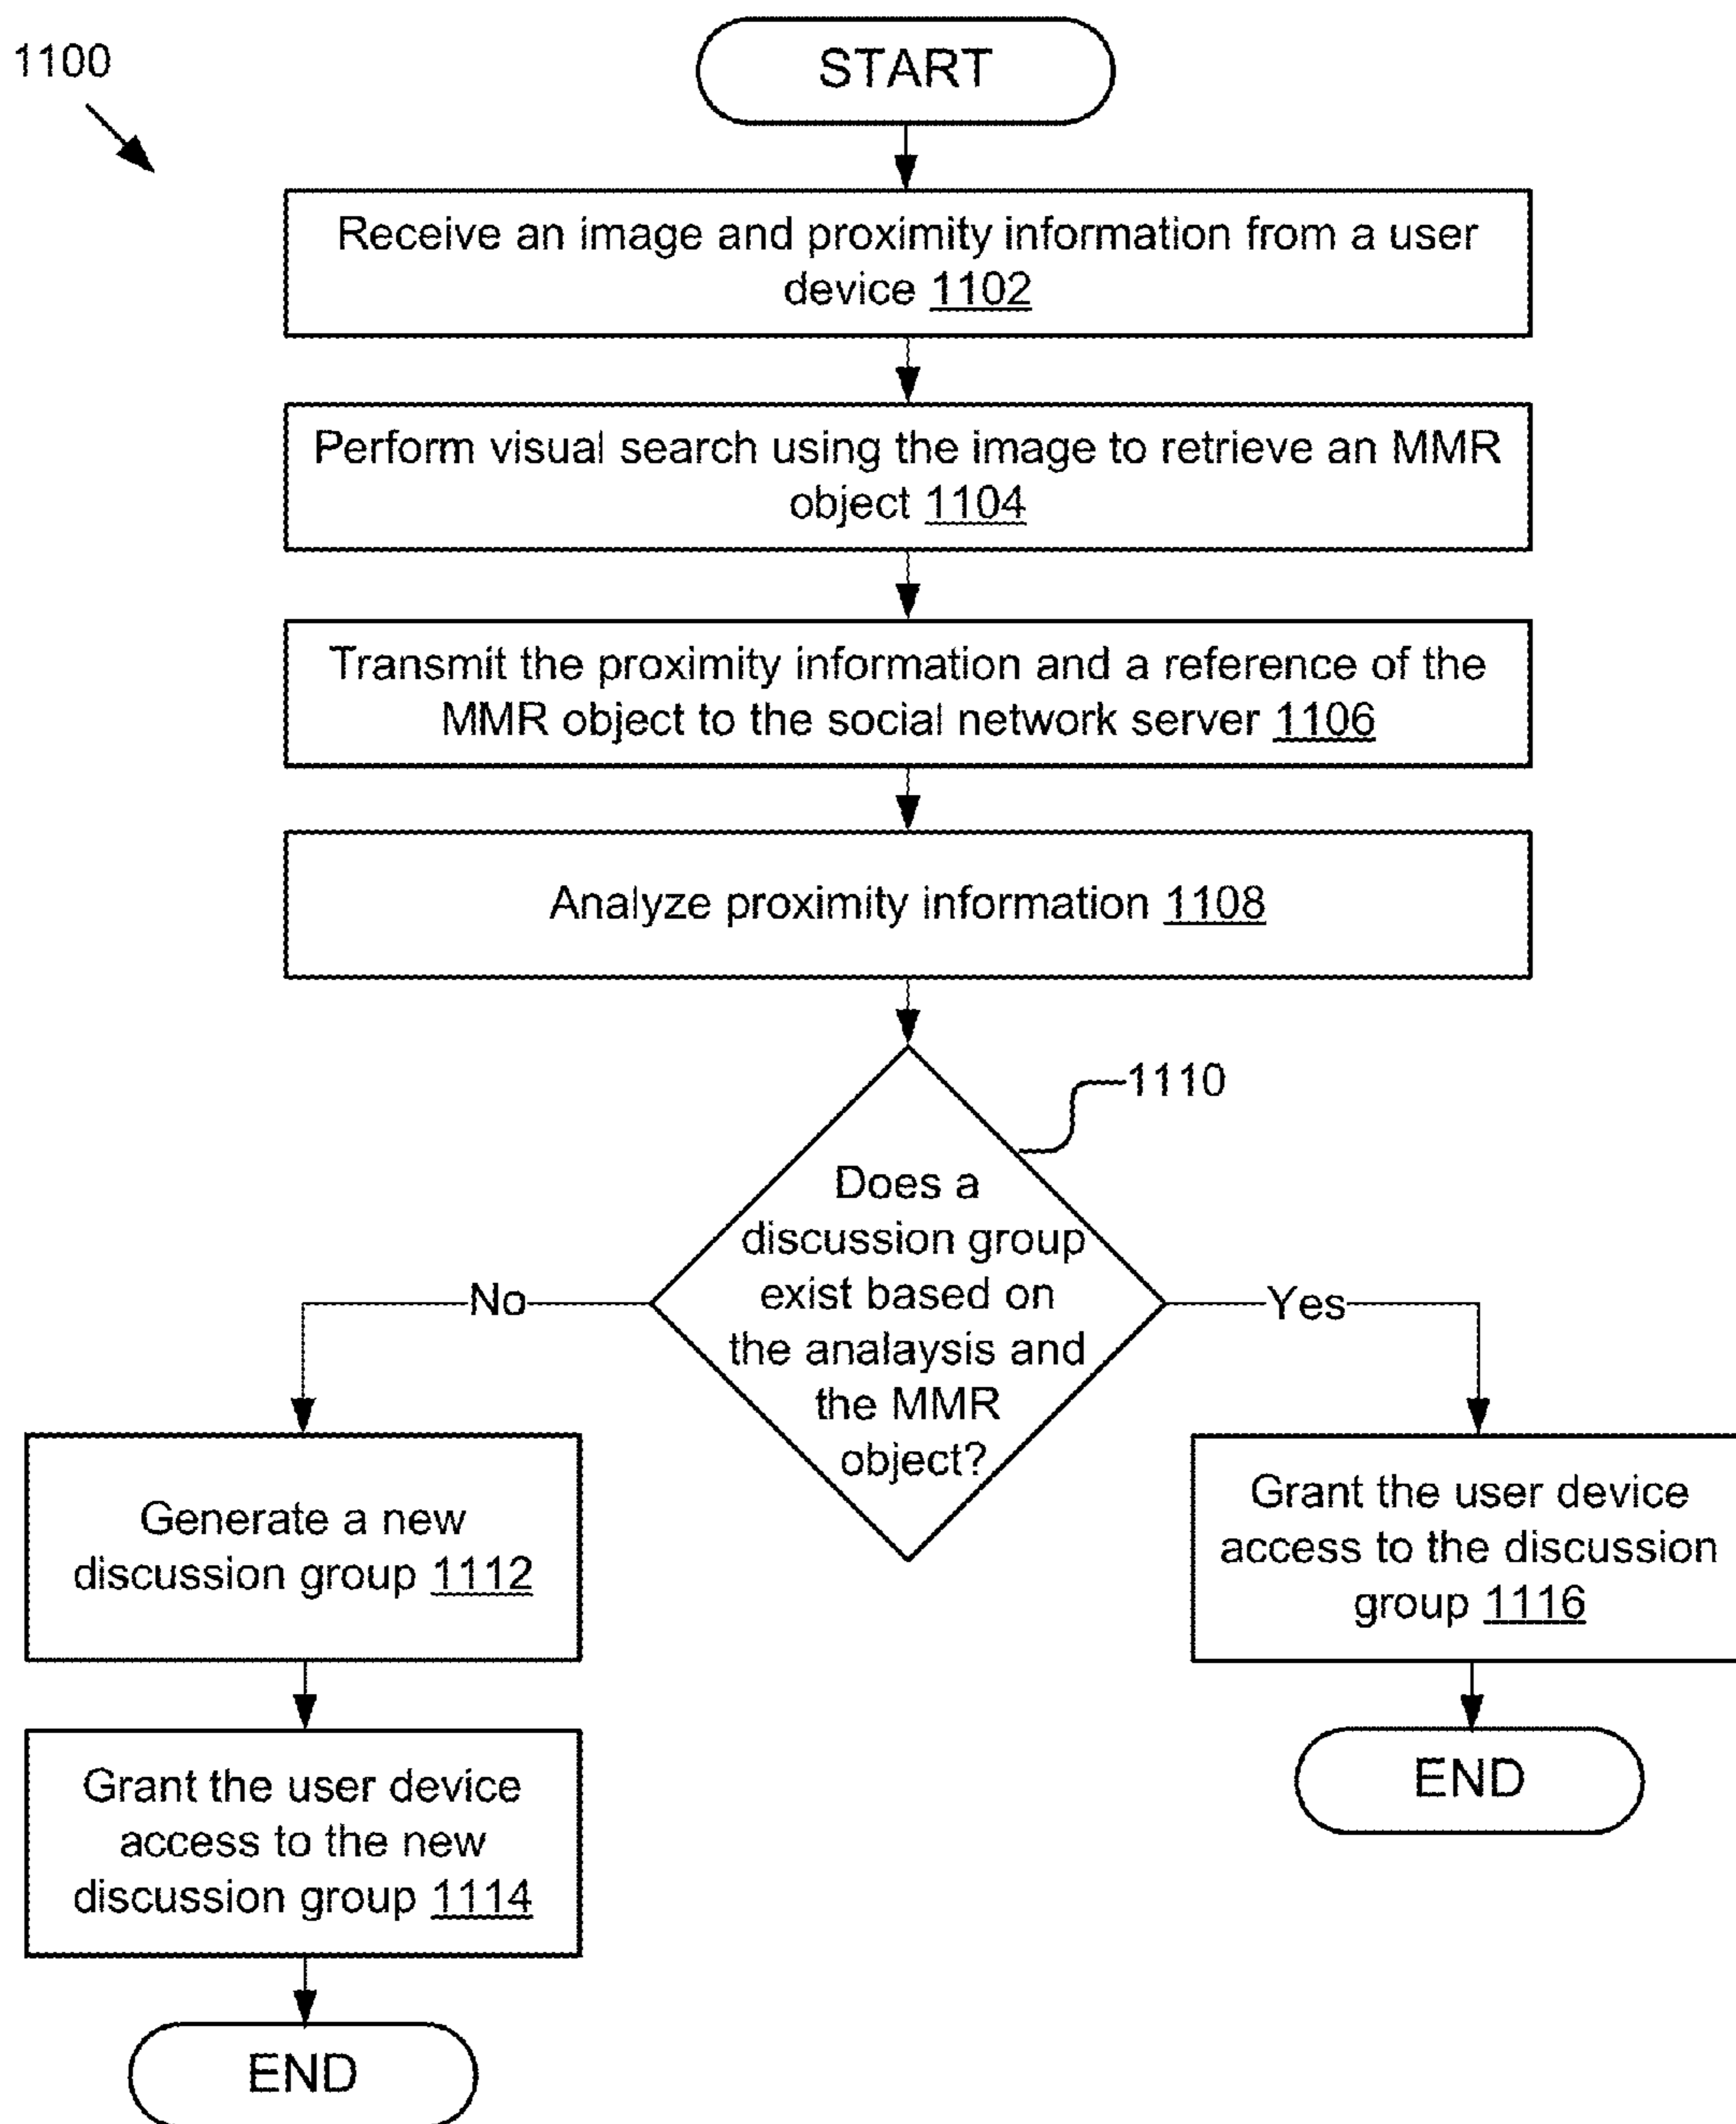 1100
START
Receive an image and proximity information from a user
device 1102
Perform visual search using the image to retrieve an MMR
object 1104
Transmit the proximity information and a reference of the
MMR object to the social network server 1106
Analyze proximity information 1108
1110
Does a
discussion group
exist based on
the analaysis and
the MMR
object?
No
Yes
Generate a new
discussion group 1112
Grant the user device
access to the new
discussion group 1114
END
Grant the user device
access to the discussion
group 1116
END